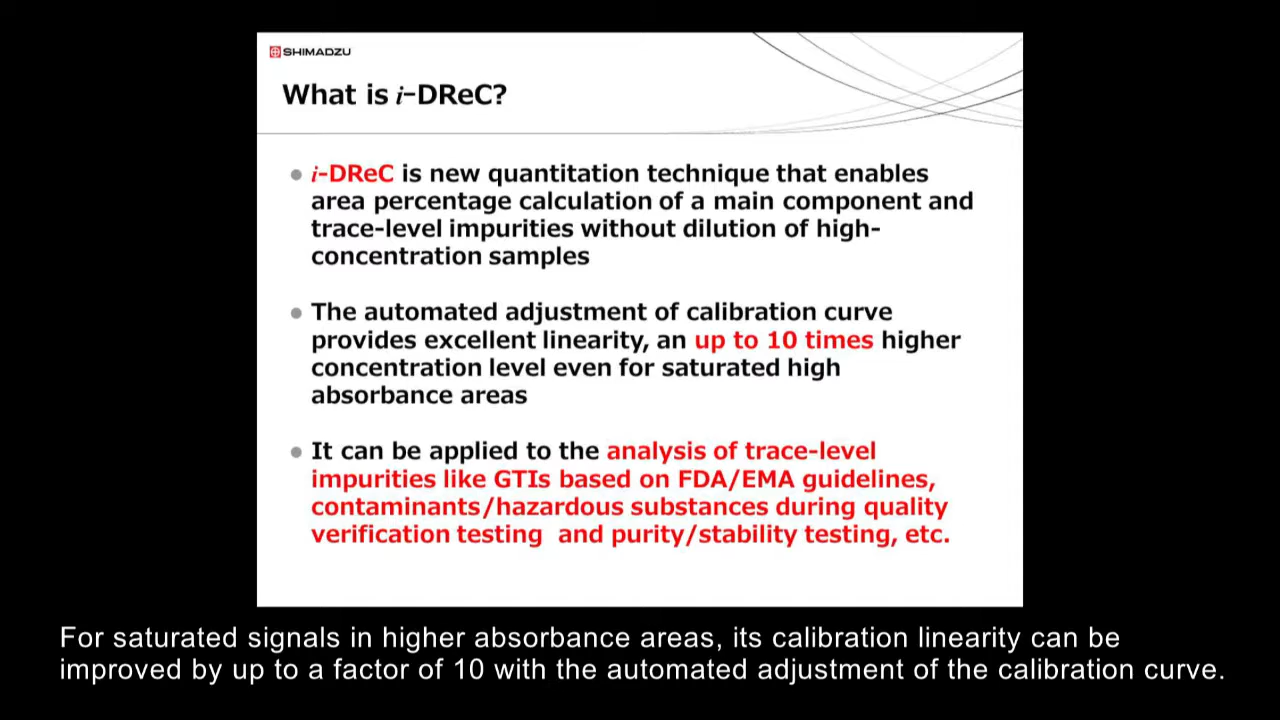 SHIMADZU
What is i-DReC?
● i-DReC is new quantitation technique that enables
area percentage calculation of a main component and
trace-level impurities without dilution of high-
concentration samples
● The automated adjustment of calibration curve
provides excellent linearity, an up to 10 times higher
concentration level even for saturated high
absorbance areas
● It can be applied to the analysis of trace-level
impurities like GTIs based on FDA/EMA guidelines,
contaminants/hazardous substances during quality
verification testing and purity/stability testing, etc.
For saturated signals in higher absorbance areas, its calibration linearity can be
improved by up to a factor of 10 with the automated adjustment of the calibration curve.